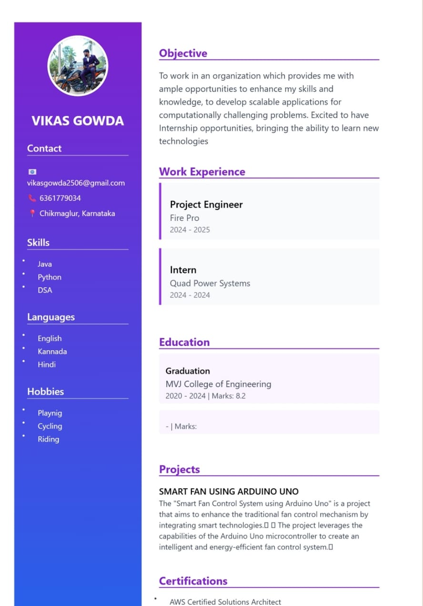 VIKAS GOWDA
Contact
vikasgowda2506@gmail.com
6361779034
Chikmaglur, Karnataka
Skills
Java
Python
DSA
Languages
English
Kannada
Hindi
Hobbies
Playnig
Cycling
Riding
Objective
To work in an organization which provides me with
ample opportunities to enhance my skills and
knowledge, to develop scalable applications for
computationally challenging problems. Excited to have
Internship opportunities, bringing the ability to learn new
technologies
Work Experience
Project Engineer
Fire Pro
2024 - 2025
Intern
Quad Power Systems
2024 - 2024
Education
Graduation
MVJ College of Engineering
2020 - 2024 | Marks: 8.2
- | Marks:
Projects
SMART FAN USING ARDUINO UNO
The "Smart Fan Control System using Arduino Uno" is a project
that aims to enhance the traditional fan control mechanism by
integrating smart technologies. The project leverages the
capabilities of the Arduino Uno microcontroller to create an
intelligent and energy-efficient fan control system.
Certifications
AWS Certified Solutions Architect